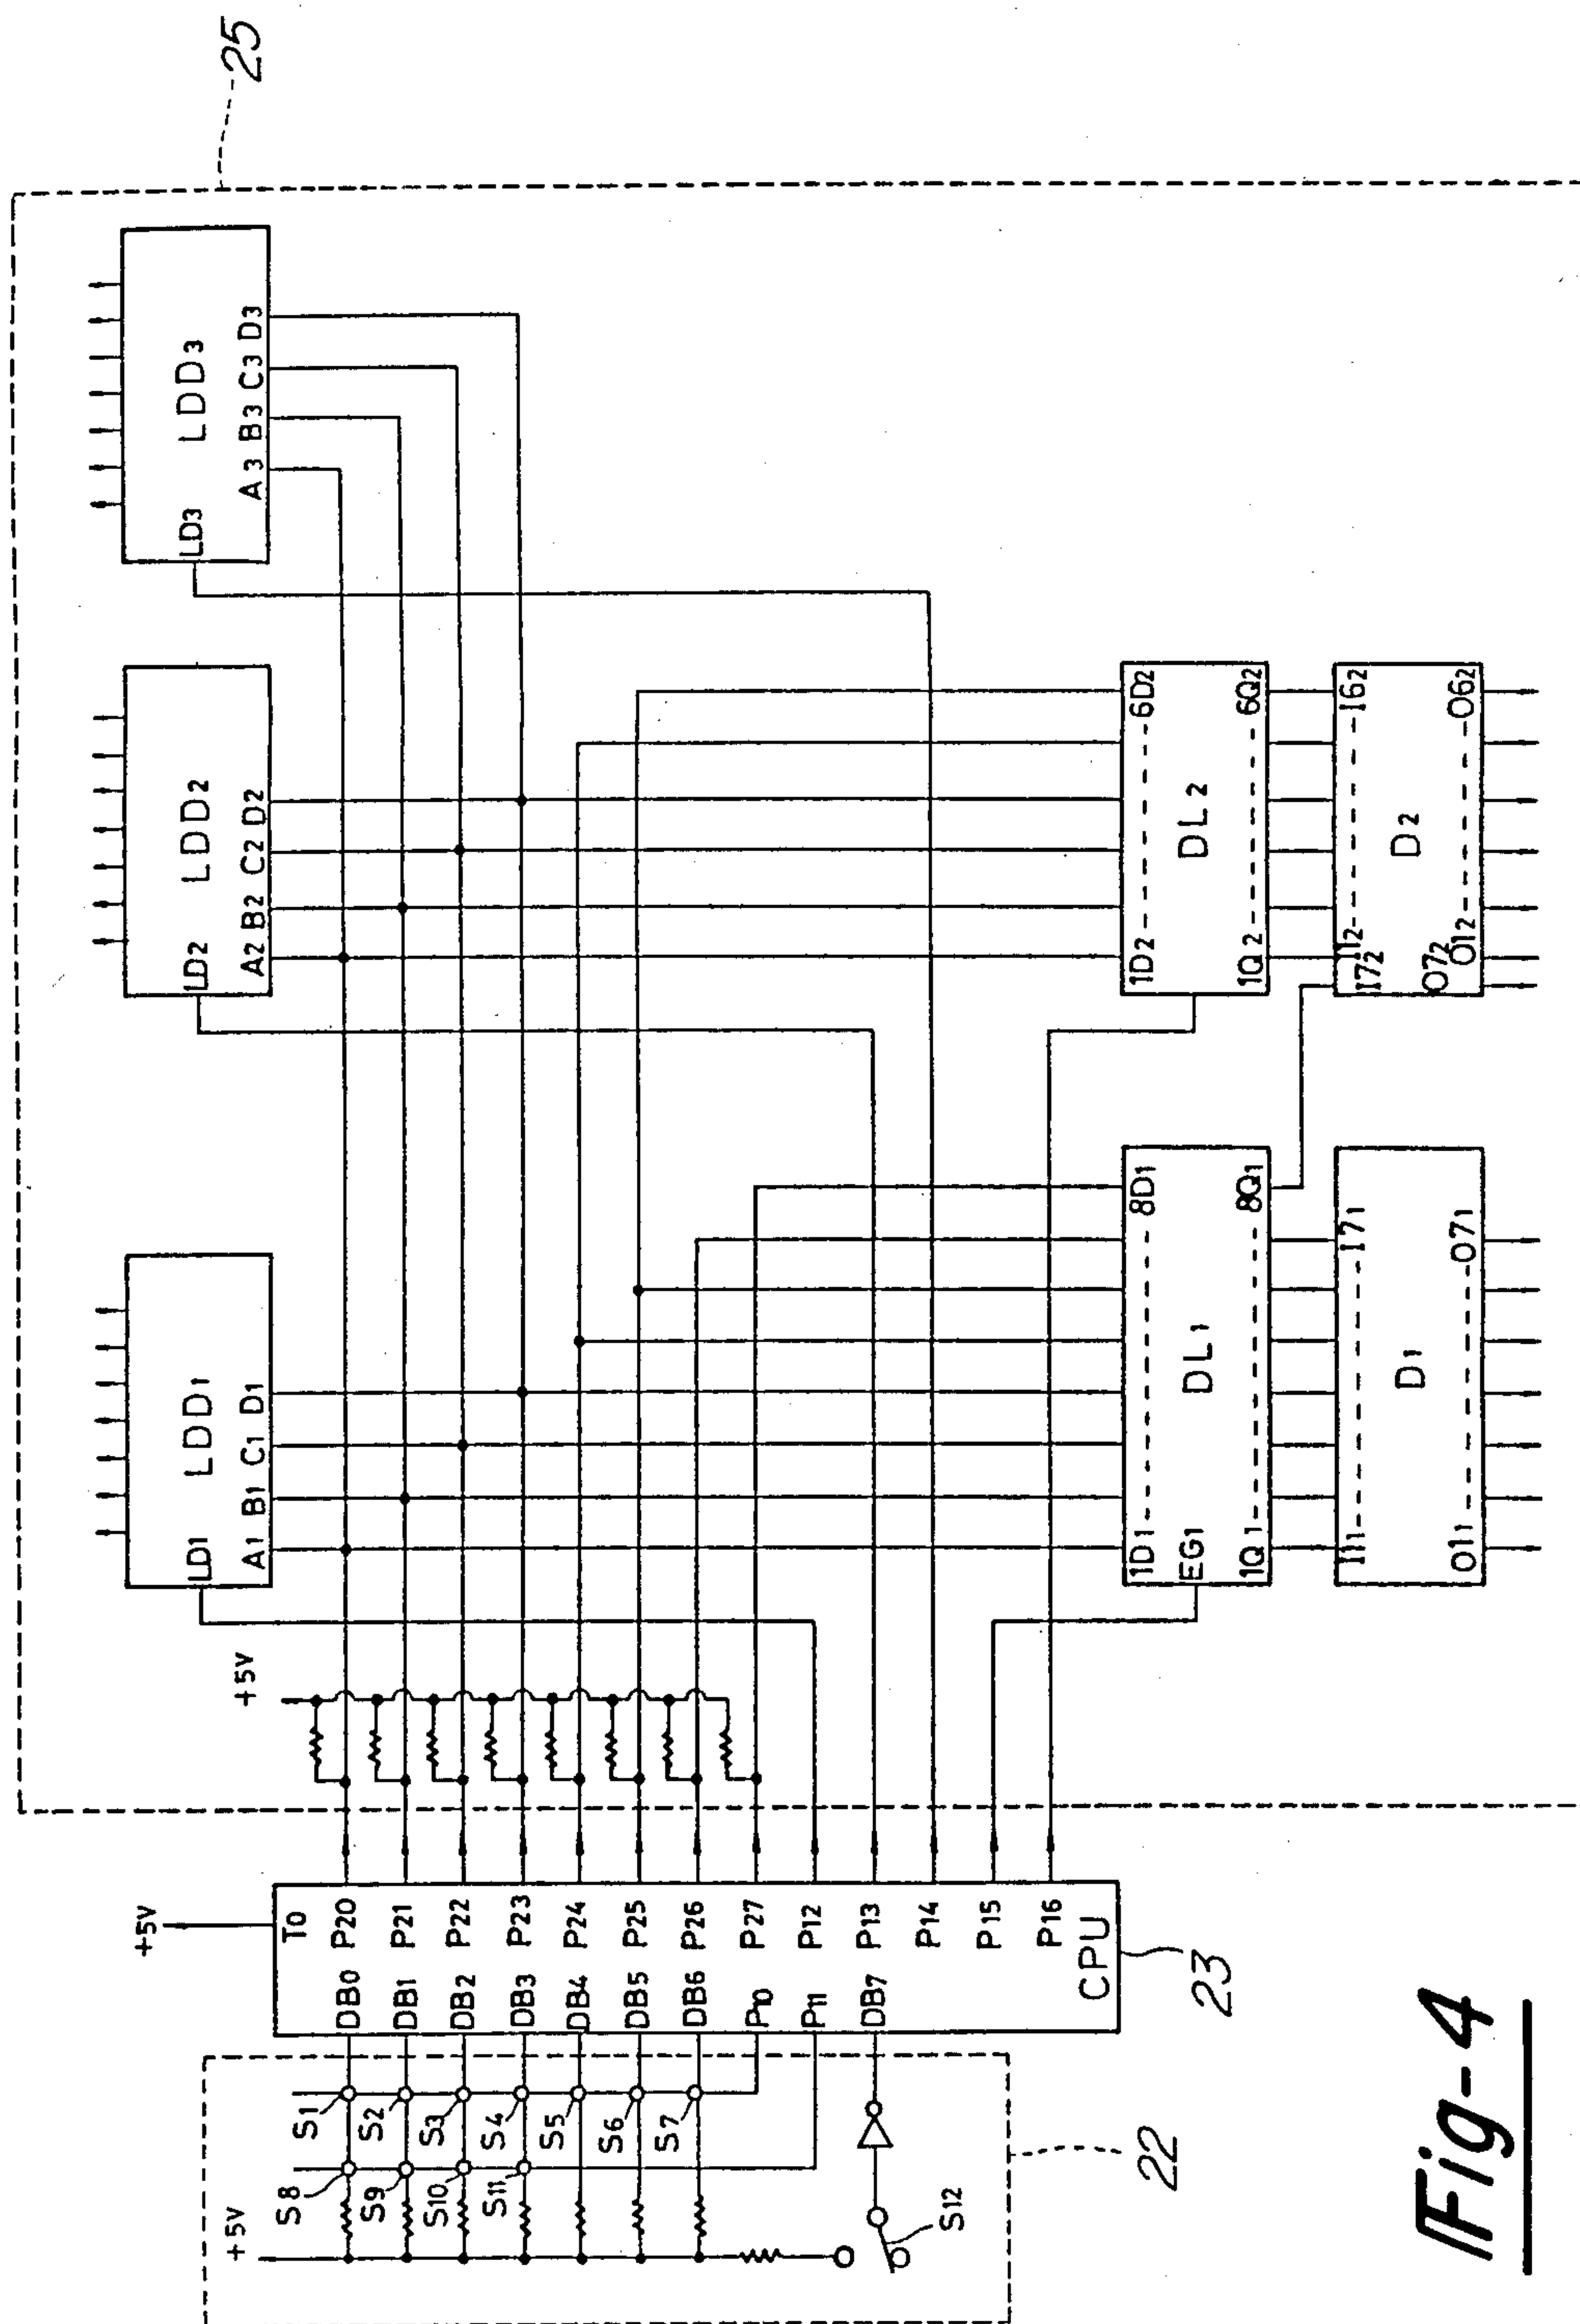 25
LDD1
LD1
A1 B1 C1 D1
LDD2
LD2
A2 B2 C2 D2
LDD3
LD3
A3 B3 C3 D3
+5V
+5V
+5V
S1
S2
S3
S4
S5
S6
S7
S8
S9
S10
S11
S12
22
DB0
DB1
DB2
DB3
DB4
DB5
DB6
P10
P11
DB7
T0
P20
P21
P22
P23
P24
P25
P26
P27
P12
P13
P14
P15
P16
CPU
23
1D1 8D1
EG1
DL1
1Q1 8Q1
I11 I71
D1
O11 O71
1D2 6D2
DL2
1Q2 6Q2
I12 I62
I72
D2
O72
O12 O62
Fig-4